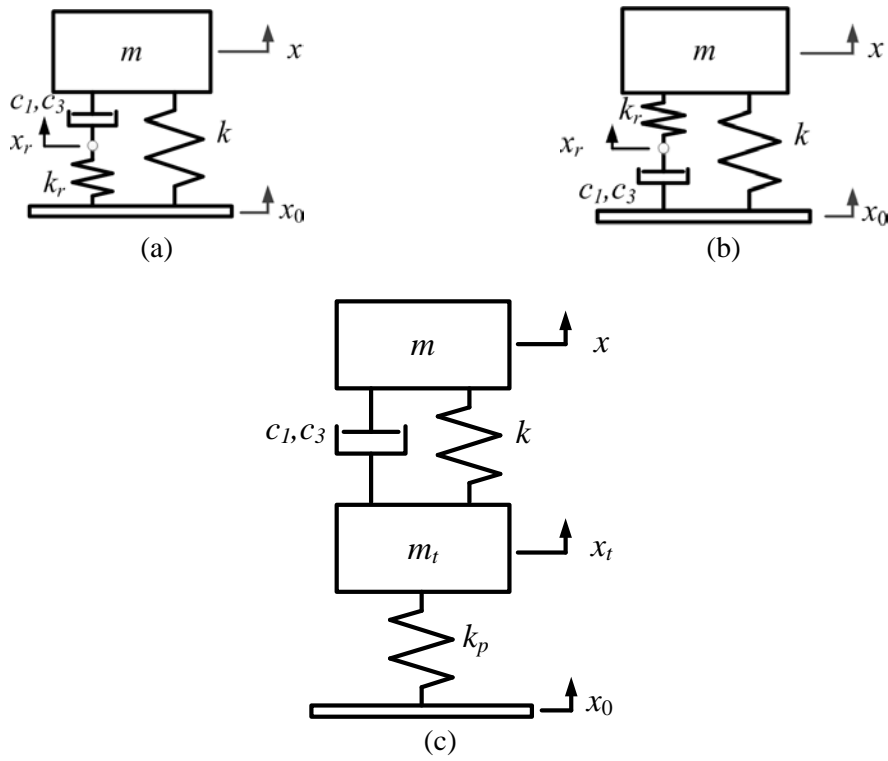 m
x
c1,c3
xr
k
kr
x0
(a)
m
x
kr
xr
k
c1,c3
x0
(b)
m
x
c1,c3
k
mt
xt
kp
x0
(c)